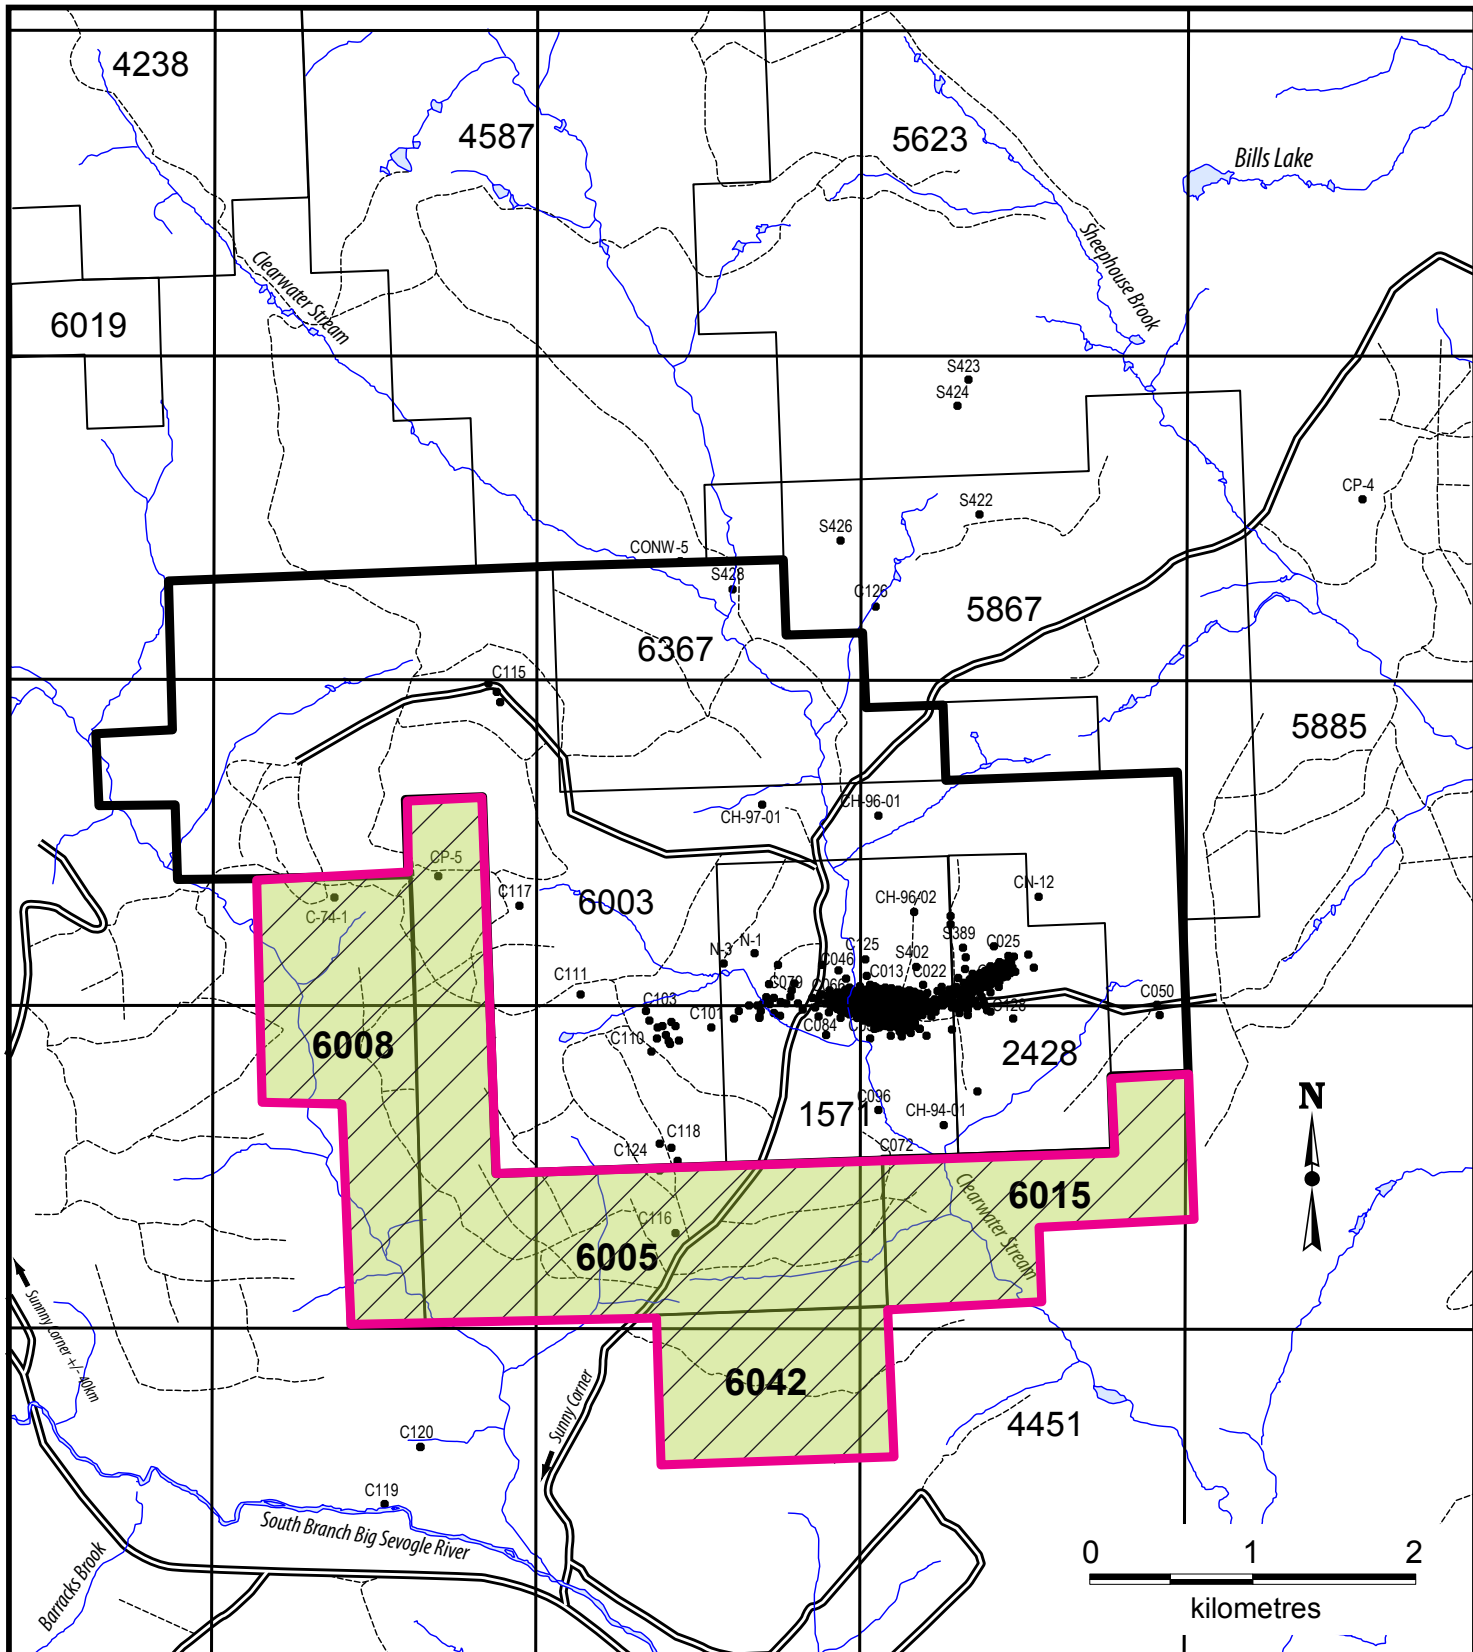 4238
4587
5623
Bills Lake
Sheephouse Brook
Clearwater Stream
6019
S423
S424
CP-4
S422
S426
CONW-5
S428
C126
5867
6367
C115
5885
CH-97-01
CH-96-01
CP-5
C-74-1
C117
6003
CH-96-02
CN-12
N-3
N-1
C125
C046
S402
S389
C025
C111
C079
C066
C013
C022
C050
C103
C101
C110
C084
C128
6008
2428
1571
C096
CH-94-01
C118
C124
C072
N
6015
C116
6005
Clearwater Stream
Sunnny Corner +/- 40km
6042
Sunny Corner
4451
C120
C119
South Branch Big Sevogle River
Barracks Brook
0 1 2
kilometres